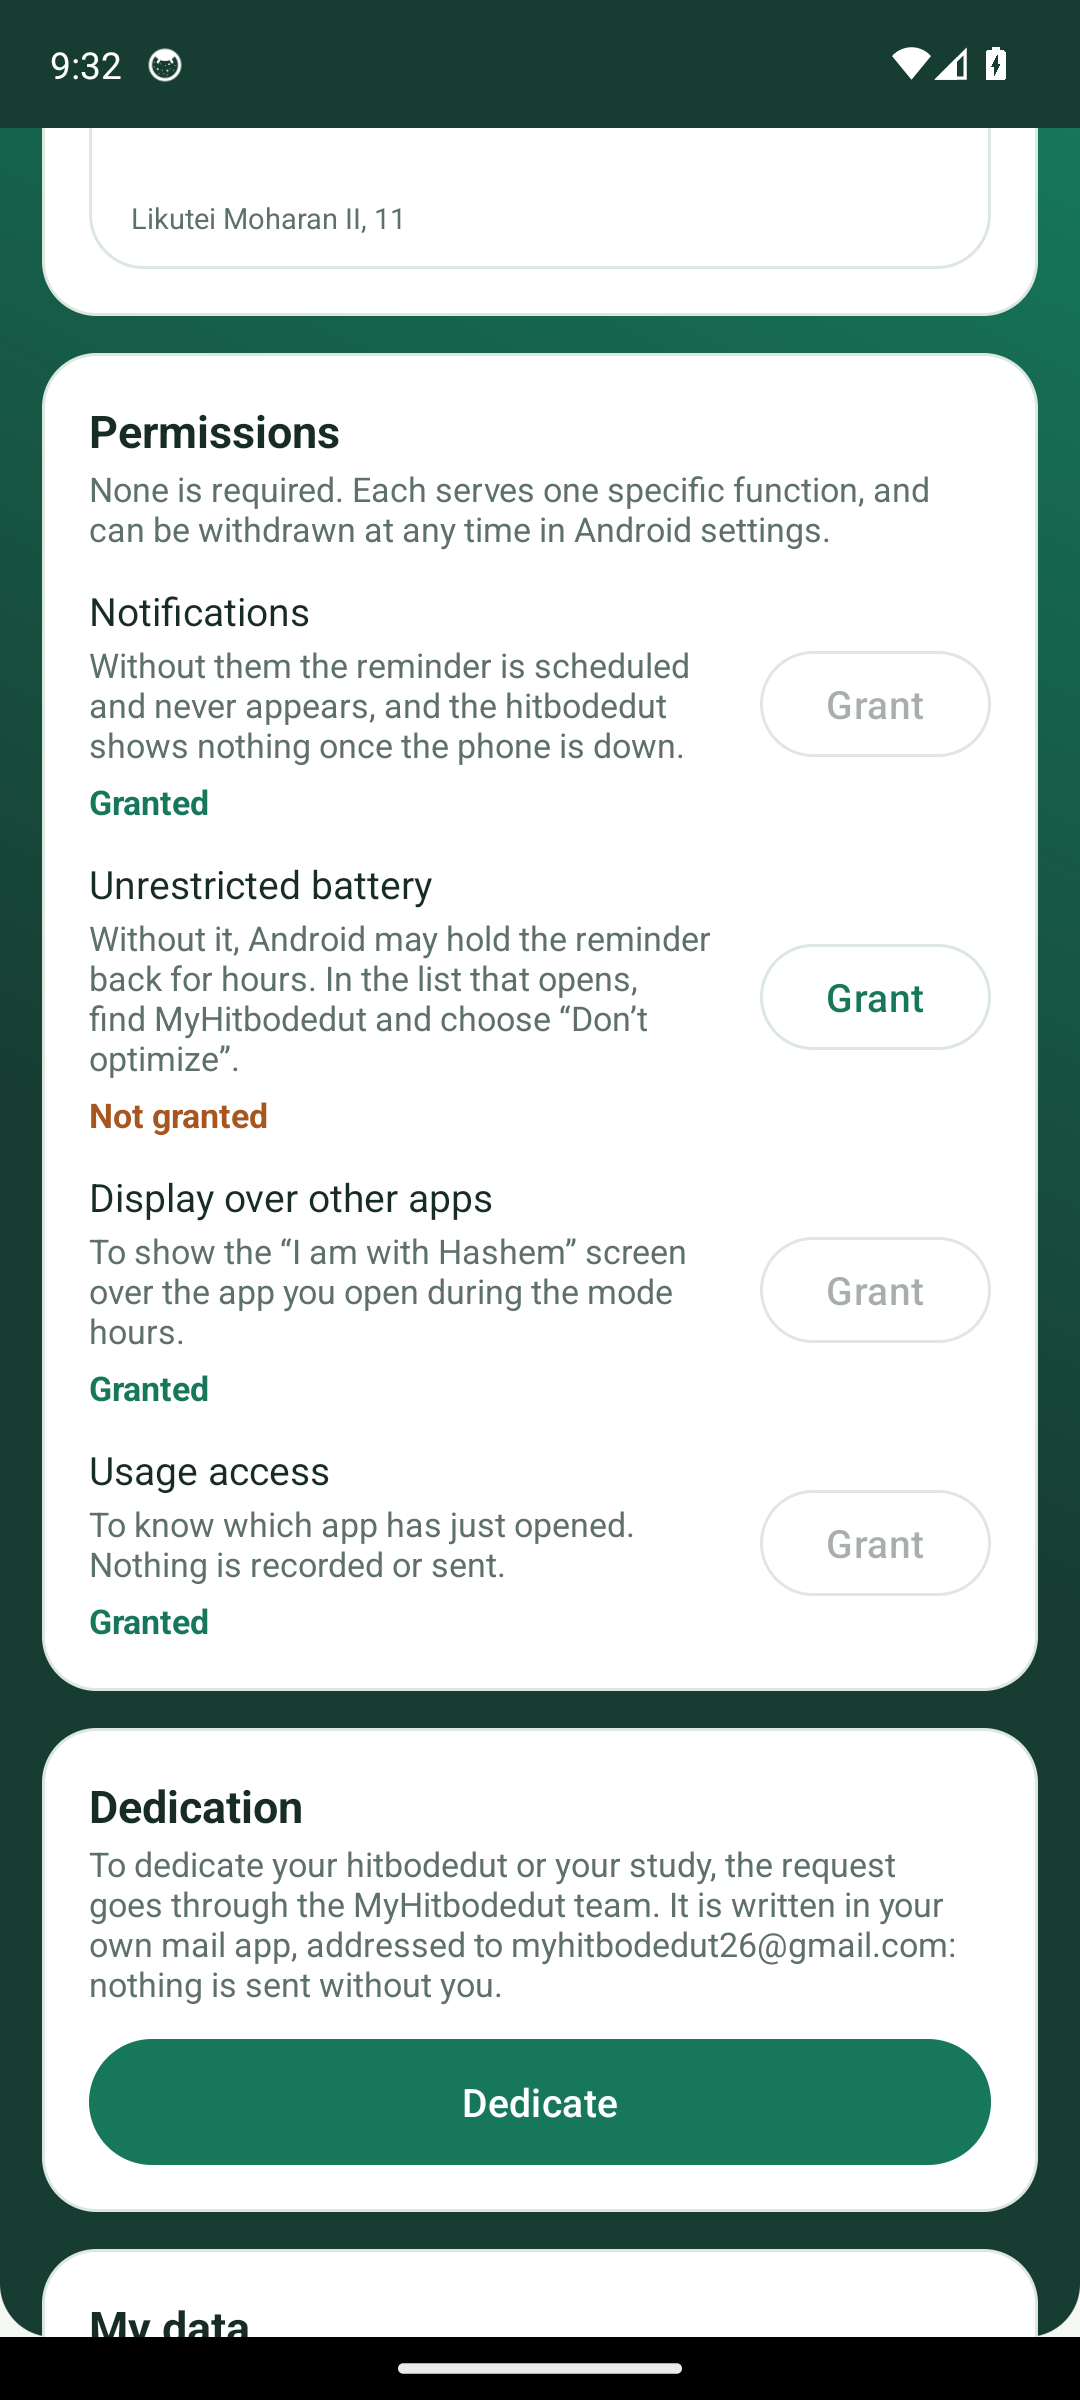 9:32
Likutei Moharan II, 11
Permissions
None is required. Each serves one specific function, and
can be withdrawn at any time in Android settings.
Notifications
Without them the reminder is scheduled
and never appears, and the hitbodedut
shows nothing once the phone is down.
Granted
Grant
Unrestricted battery
Without it, Android may hold the reminder
back for hours. In the list that opens,
find MyHitbodedut and choose “Don’t
optimize”.
Not granted
Grant
Display over other apps
To show the “I am with Hashem” screen
over the app you open during the mode
hours.
Granted
Grant
Usage access
To know which app has just opened.
Nothing is recorded or sent.
Granted
Grant
Dedication
To dedicate your hitbodedut or your study, the request
goes through the MyHitbodedut team. It is written in your
own mail app, addressed to myhitbodedut26@gmail.com:
nothing is sent without you.
Dedicate
My data